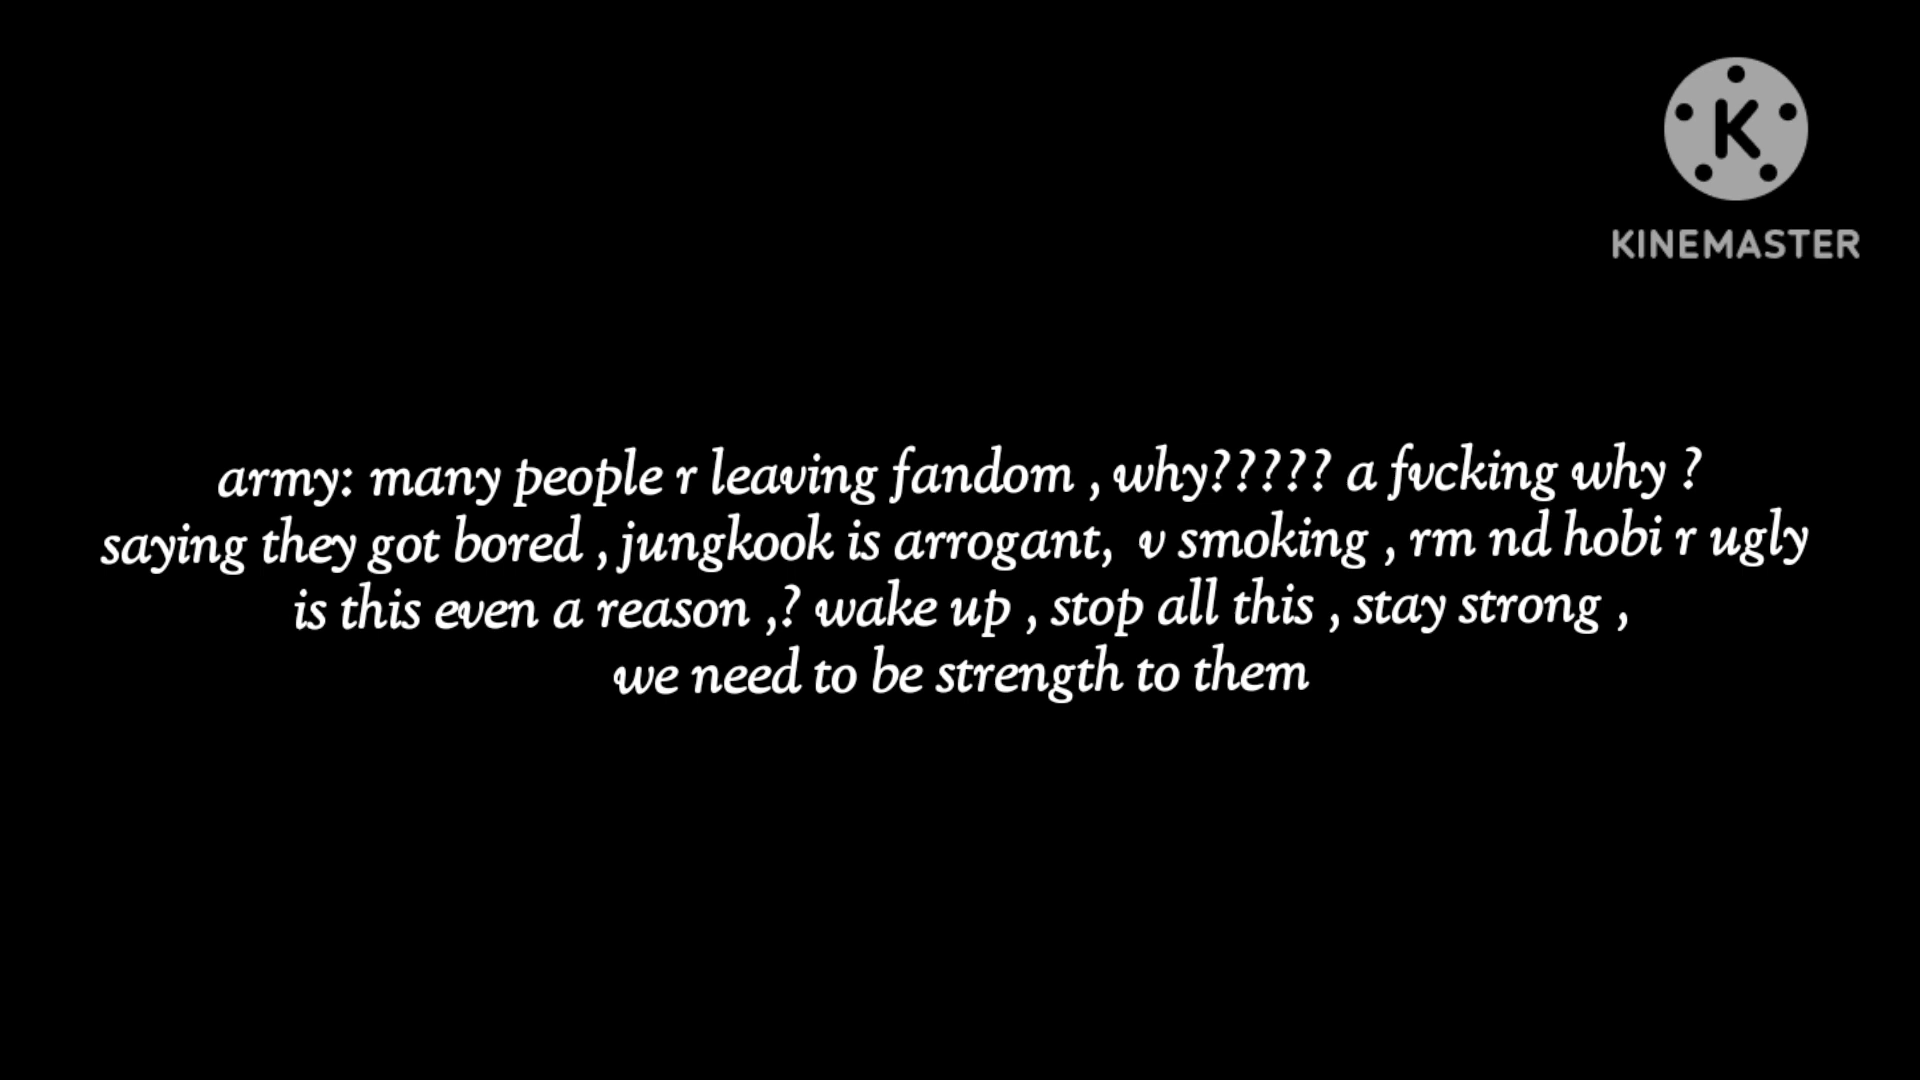 K
KINEMASTER
army: many people r leaving fandom , why????? a fvcking why ?
saying they got bored , jungkook is arrogant,  v smoking , rm nd hobi r ugly
is this even a reason ,? wake up , stop all this , stay strong ,
we need to be strength to them